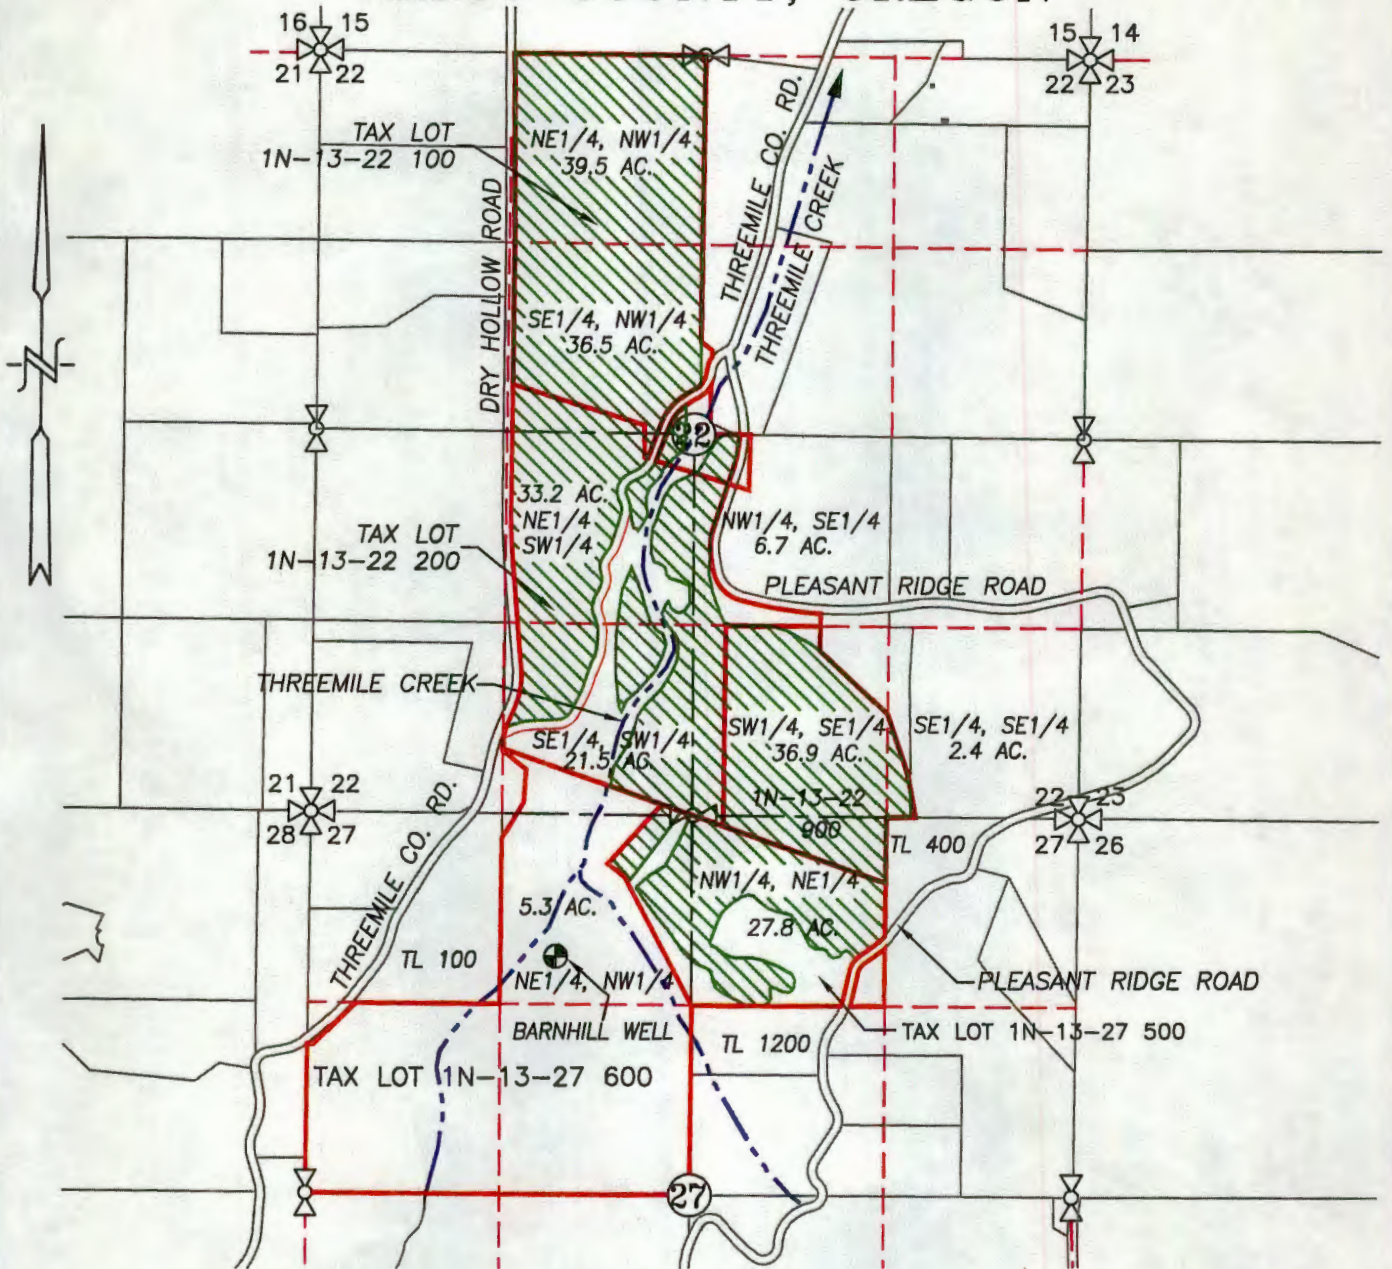 16 15
21 22
15 14
22 23
TAX LOT
1N-13-22 100
NE1/4, NW1/4
39.5 AC.
DRY HOLLOW ROAD
THREEMILE CO. RD.
THREEMILE CREEK
SE1/4, NW1/4
36.5 AC.
22
33.2 AC.
NE1/4
SW1/4
TAX LOT
1N-13-22 200
NW1/4, SE1/4
6.7 AC.
PLEASANT RIDGE ROAD
THREEMILE CREEK
SE1/4, SW1/4
21.5 AC.
SW1/4, SE1/4
36.9 AC.
SE1/4, SE1/4
2.4 AC.
21 22
28 27
1N-13-22
900
22 23
27 26
TL 400
THREEMILE CO. RD.
NW1/4, NE1/4
27.8 AC.
5.3 AC.
TL 100
NE1/4, NW1/4
PLEASANT RIDGE ROAD
BARNHILL WELL
TL 1200
TAX LOT 1N-13-27 500
TAX LOT 1N-13-27 600
27